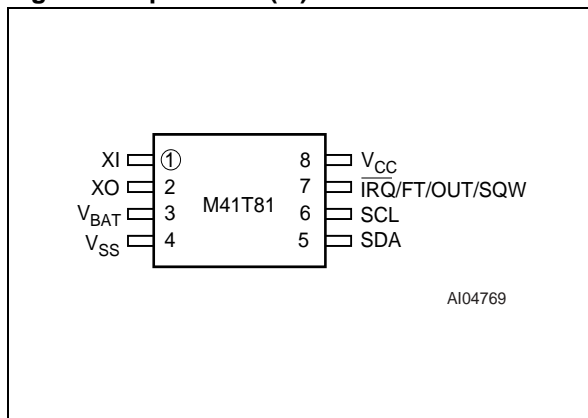 XI 1 8 VCC
XO 2 7 IRQ/FT/OUT/SQW
VBAT 3 M41T81 6 SCL
VSS 4 5 SDA
AI04769